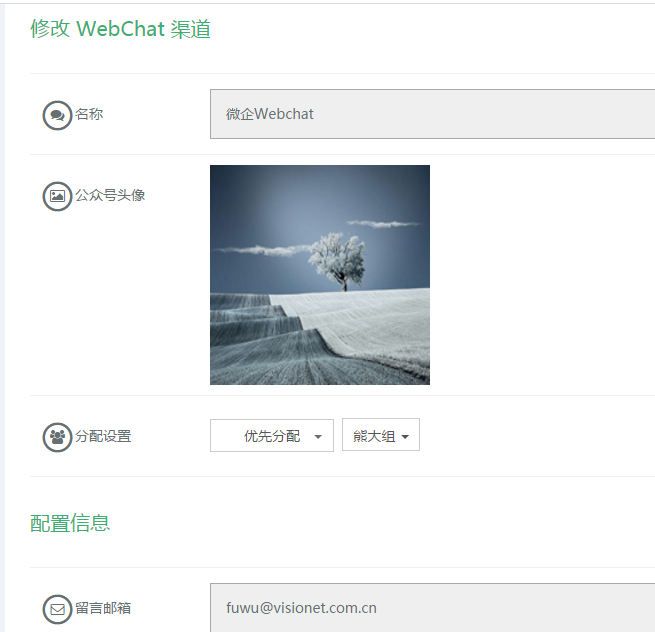 修改 WebChat 渠道
名称
微企Webchat
公众号头像
分配设置
优先分配
熊大组
配置信息
留言邮箱
fuwu@visionet.com.cn